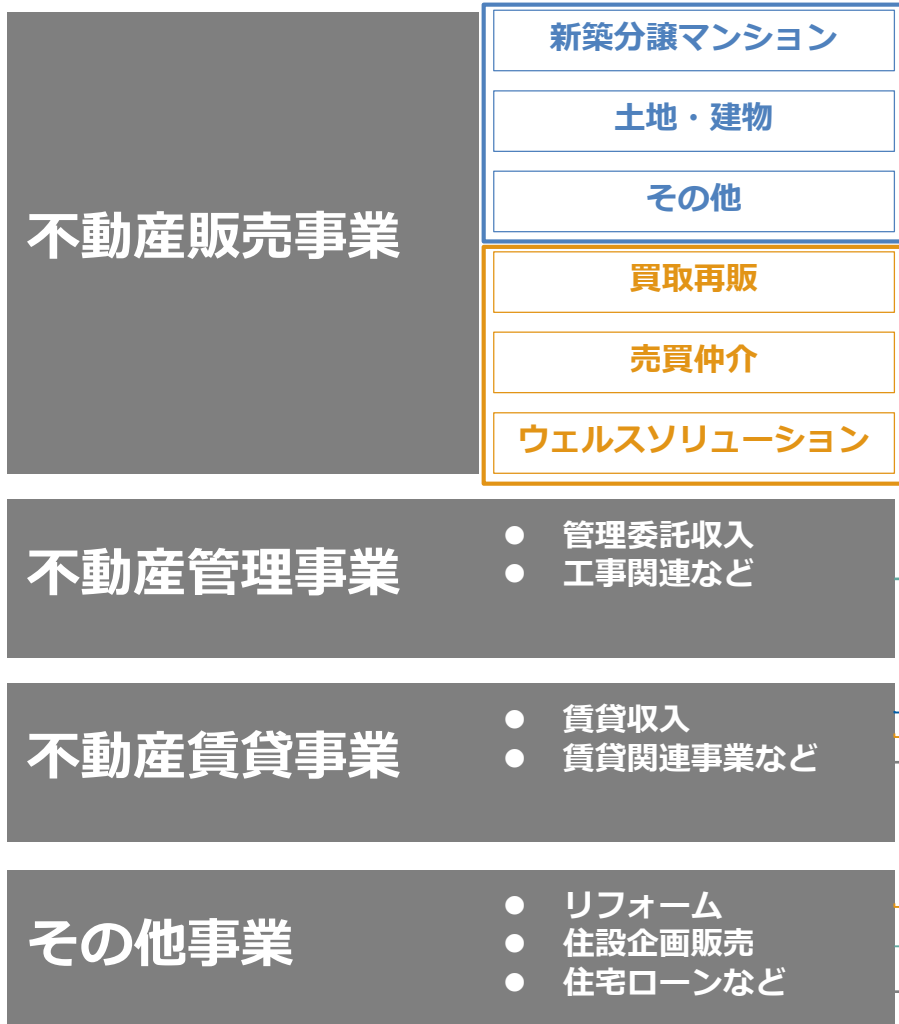 不動産販売事業
新築分譲マンション
土地・建物
その他
買取再販
売買仲介
ウェルスソリューション
不動産管理事業
● 管理委託収入
● 工事関連など
不動産賃貸事業
● 賃貸収入
● 賃貸関連事業など
その他事業
● リフォーム
● 住設企画販売
● 住宅ローンなど